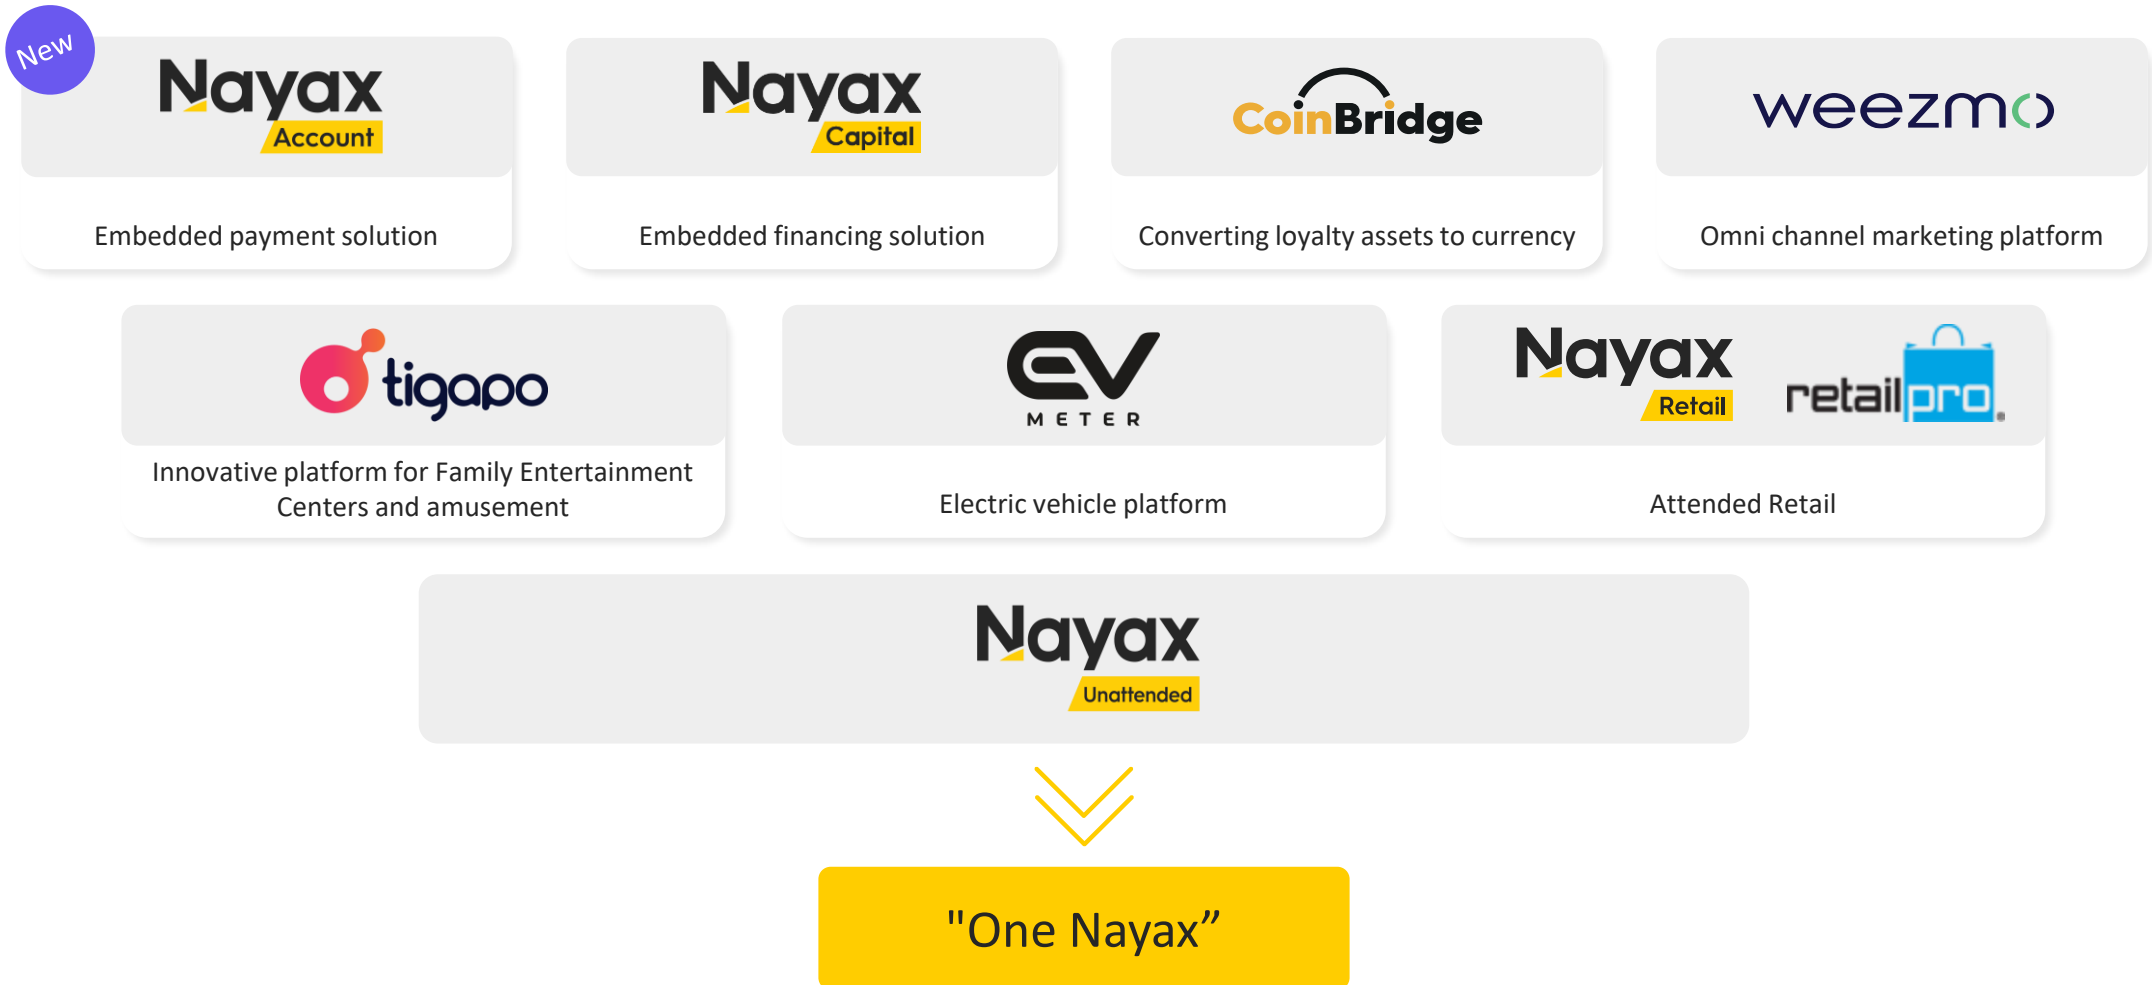 New
Nayax
Account
Embedded payment solution
Nayax
Capital
Embedded financing solution
CoinBridge
Converting loyalty assets to currency
weezmo
Omni channel marketing platform
tigapo
Innovative platform for Family Entertainment
Centers and amusement
EV
METER
Electric vehicle platform
Nayax
Retail
retailpro®
Attended Retail
Nayax
Unattended
"One Nayax”